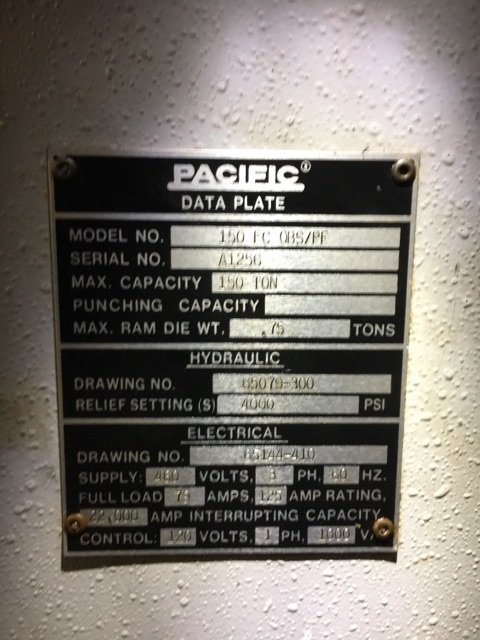 PACIFIC®
DATA PLATE
MODEL NO. 150 FC OBS/PF
SERIAL NO. A1256
MAX. CAPACITY 150 TON
PUNCHING CAPACITY
MAX. RAM DIE WT. .75 TONS
HYDRAULIC
DRAWING NO. 65079-300
RELIEF SETTING (S) 4000 PSI
ELECTRICAL
DRAWING NO. 65144-410
SUPPLY: 460 VOLTS, 3 PH, 60 HZ.
FULL LOAD AMPS, 125 AMP RATING,
22,000 AMP INTERRUPTING CAPACITY
CONTROL: 120 VOLTS, 1 PH, 1000 V